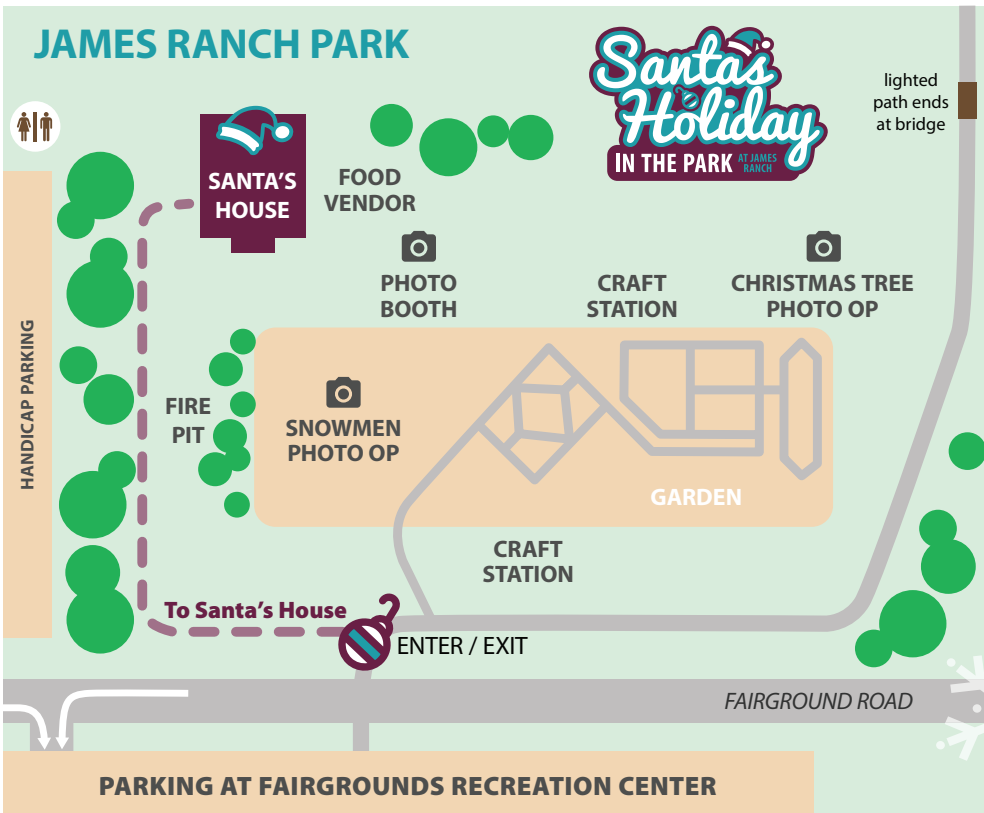 JAMES RANCH PARK
Santa's
Holiday
IN THE PARK
AT JAMES
RANCH
lighted
path ends
at bridge
SANTA'S
HOUSE
FOOD
VENDOR
PHOTO
BOOTH
CRAFT
STATION
CHRISTMAS TREE
PHOTO OP
HANDICAP PARKING
FIRE
PIT
SNOWMEN
PHOTO OP
GARDEN
CRAFT
STATION
To Santa's House
ENTER / EXIT
FAIRGROUND ROAD
PARKING AT FAIRGROUNDS RECREATION CENTER